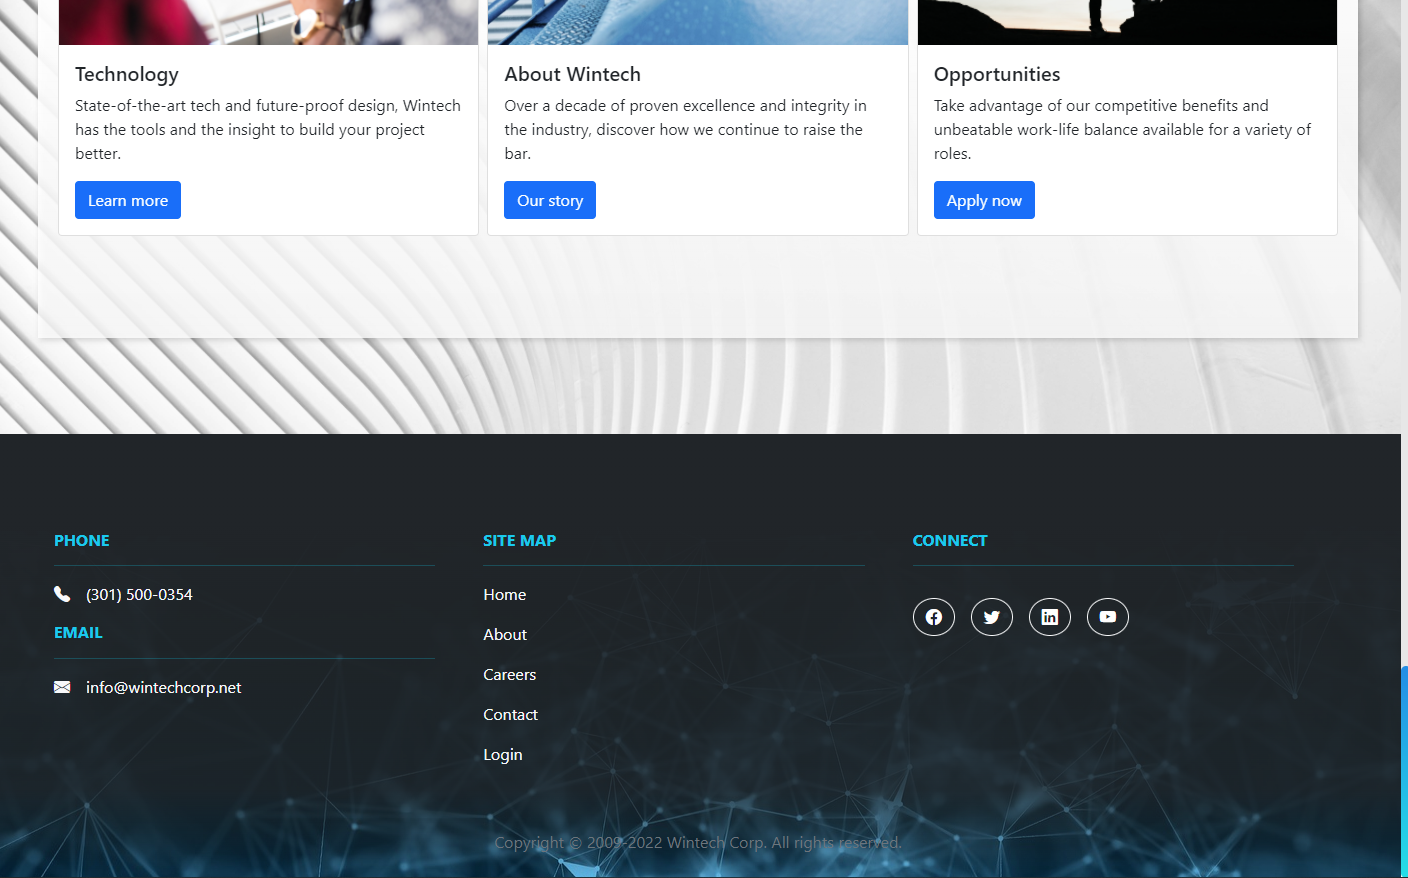 Technology
State-of-the-art tech and future-proof design, Wintech
has the tools and the insight to build your project
better.
Learn more
About Wintech
Over a decade of proven excellence and integrity in
the industry, discover how we continue to raise the
bar.
Our story
Opportunities
Take advantage of our competitive benefits and
unbeatable work-life balance available for a variety of
roles.
Apply now
PHONE
(301) 500-0354
EMAIL
info@wintechcorp.net
SITE MAP
Home
About
Careers
Contact
Login
CONNECT
Copyright © 2009-2022 Wintech Corp. All rights reserved.